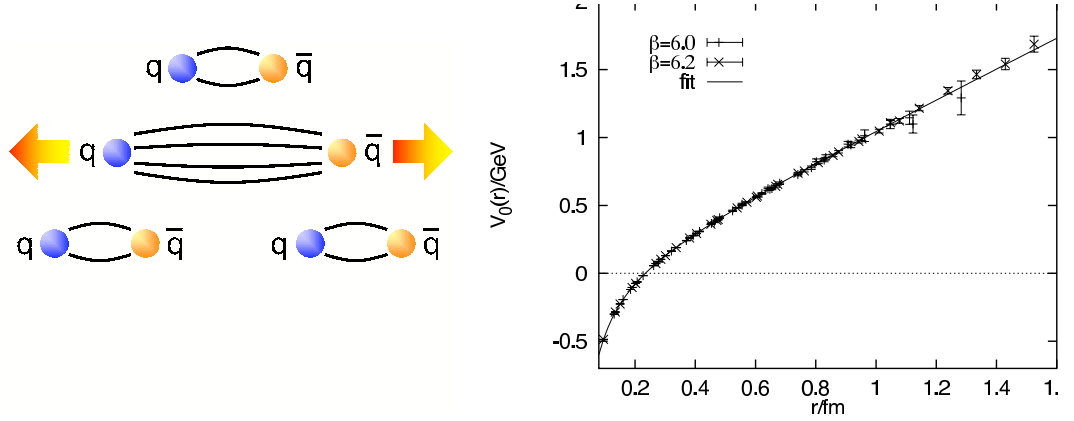 q q̅
q q̅
q q̅ q q̅
2
1.5
1
0.5
0
-0.5
V₀(r)/GeV
β=6.0
β=6.2
fit
0.2 0.4 0.6 0.8 1 1.2 1.4 1.
r/fm